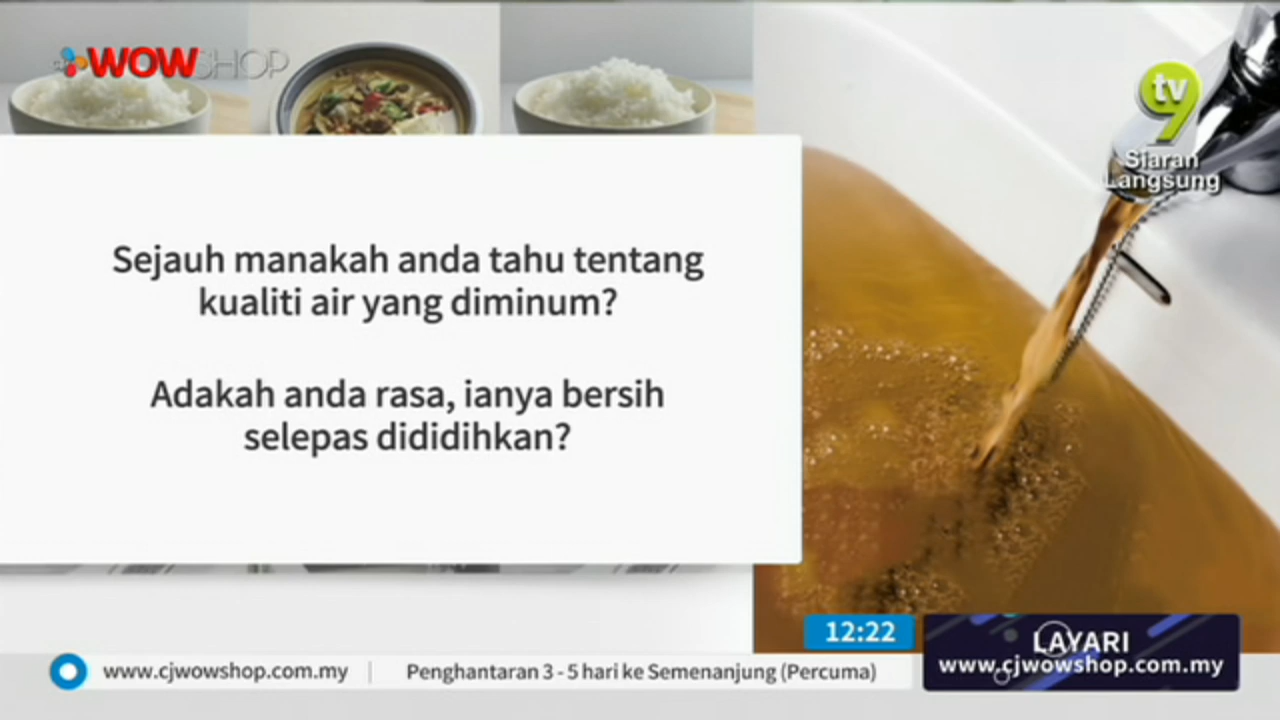 WOWSHOP
tv9
Siaran
Langsung
Sejauh manakah anda tahu tentang
kualiti air yang diminum?
Adakah anda rasa, ianya bersih
selepas dididihkan?
12:22
LAYARI
www.cjwowshop.com.my
www.cjwowshop.com.my
Penghantaran 3 - 5 hari ke Semenanjung (Percuma)